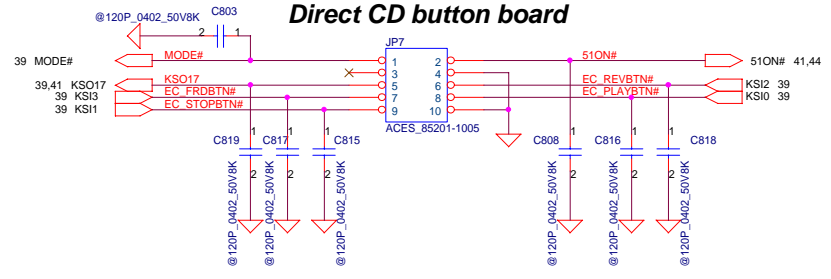 Direct CD button board
@120P_0402_50V8K
C803
2 1
JP7
39 MODE#
MODE#
1 2
51ON#
51ON# 41,44
3 4
39,41 KSO17
KSO17
5 6
EC_REVBTN#
KSI2 39
39 KSI3
EC_FRDBTN#
7 8
EC_PLAYBTN#
KSI0 39
39 KSI1
EC_STOPBTN#
9 10
ACES_85201-1005
1 1 1 1 1 1
C819 C817 C815 C808 C816 C818
2 2 2 2 2 2
@120P_0402_50V8K
@120P_0402_50V8K
@120P_0402_50V8K
@120P_0402_50V8K
@120P_0402_50V8K
@120P_0402_50V8K